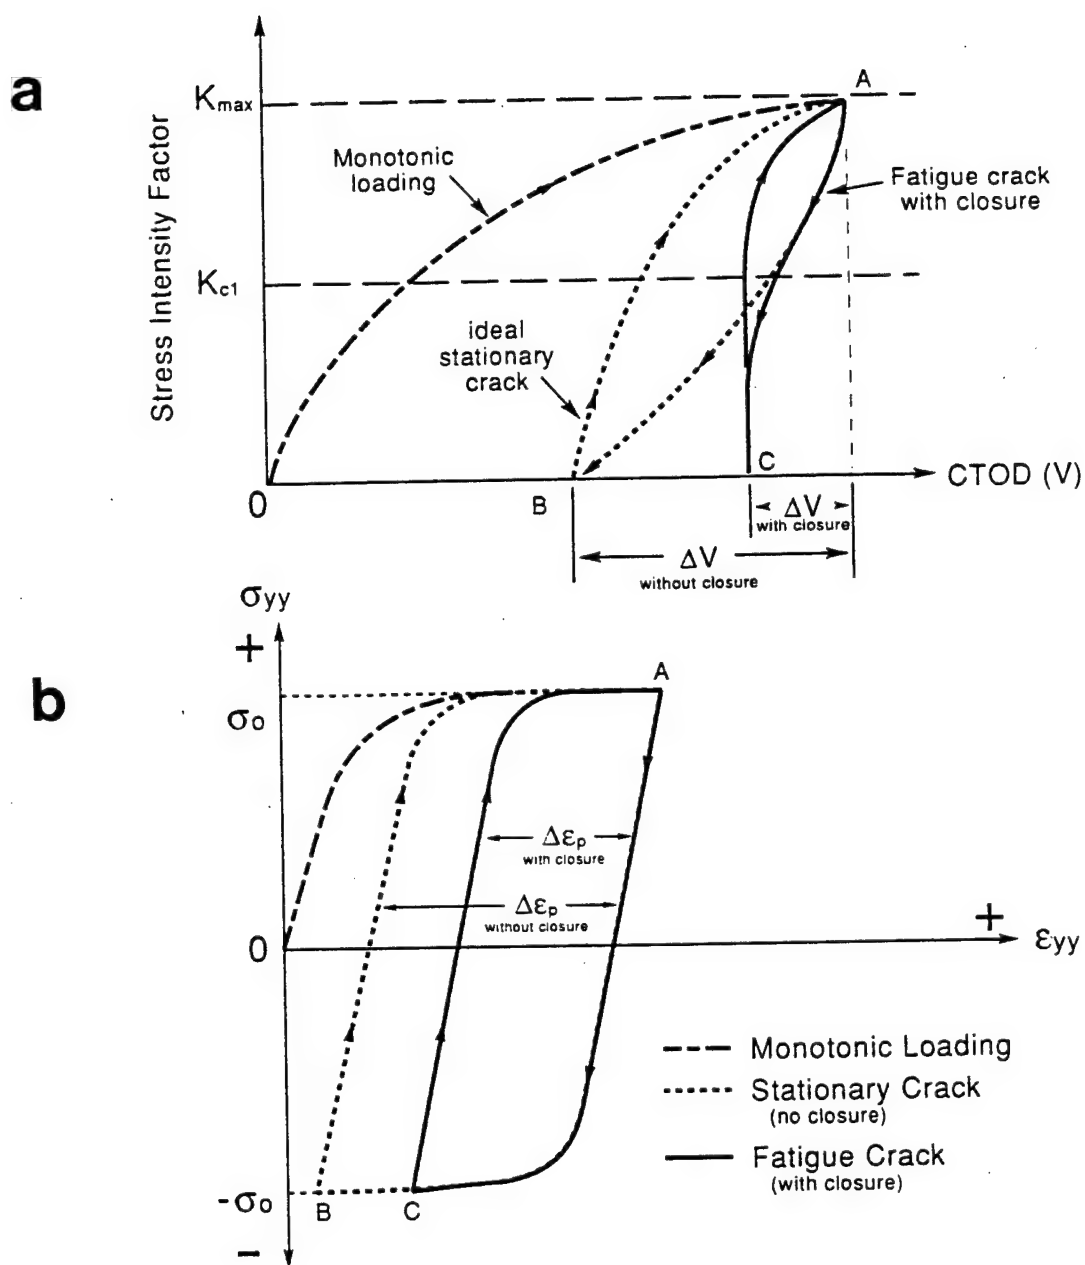 a
Stress Intensity Factor
Kmax
A
Monotonic
loading
Fatigue crack
with closure
Kc1
ideal
stationary
crack
C
CTOD (V)
0
B
ΔV
with closure
ΔV
without closure
b
σyy
+
A
σo
Δεp
with closure
Δεp
without closure
+
0
εyy
Monotonic Loading
Stationary Crack
(no closure)
Fatigue Crack
(with closure)
-σo
B
C
−